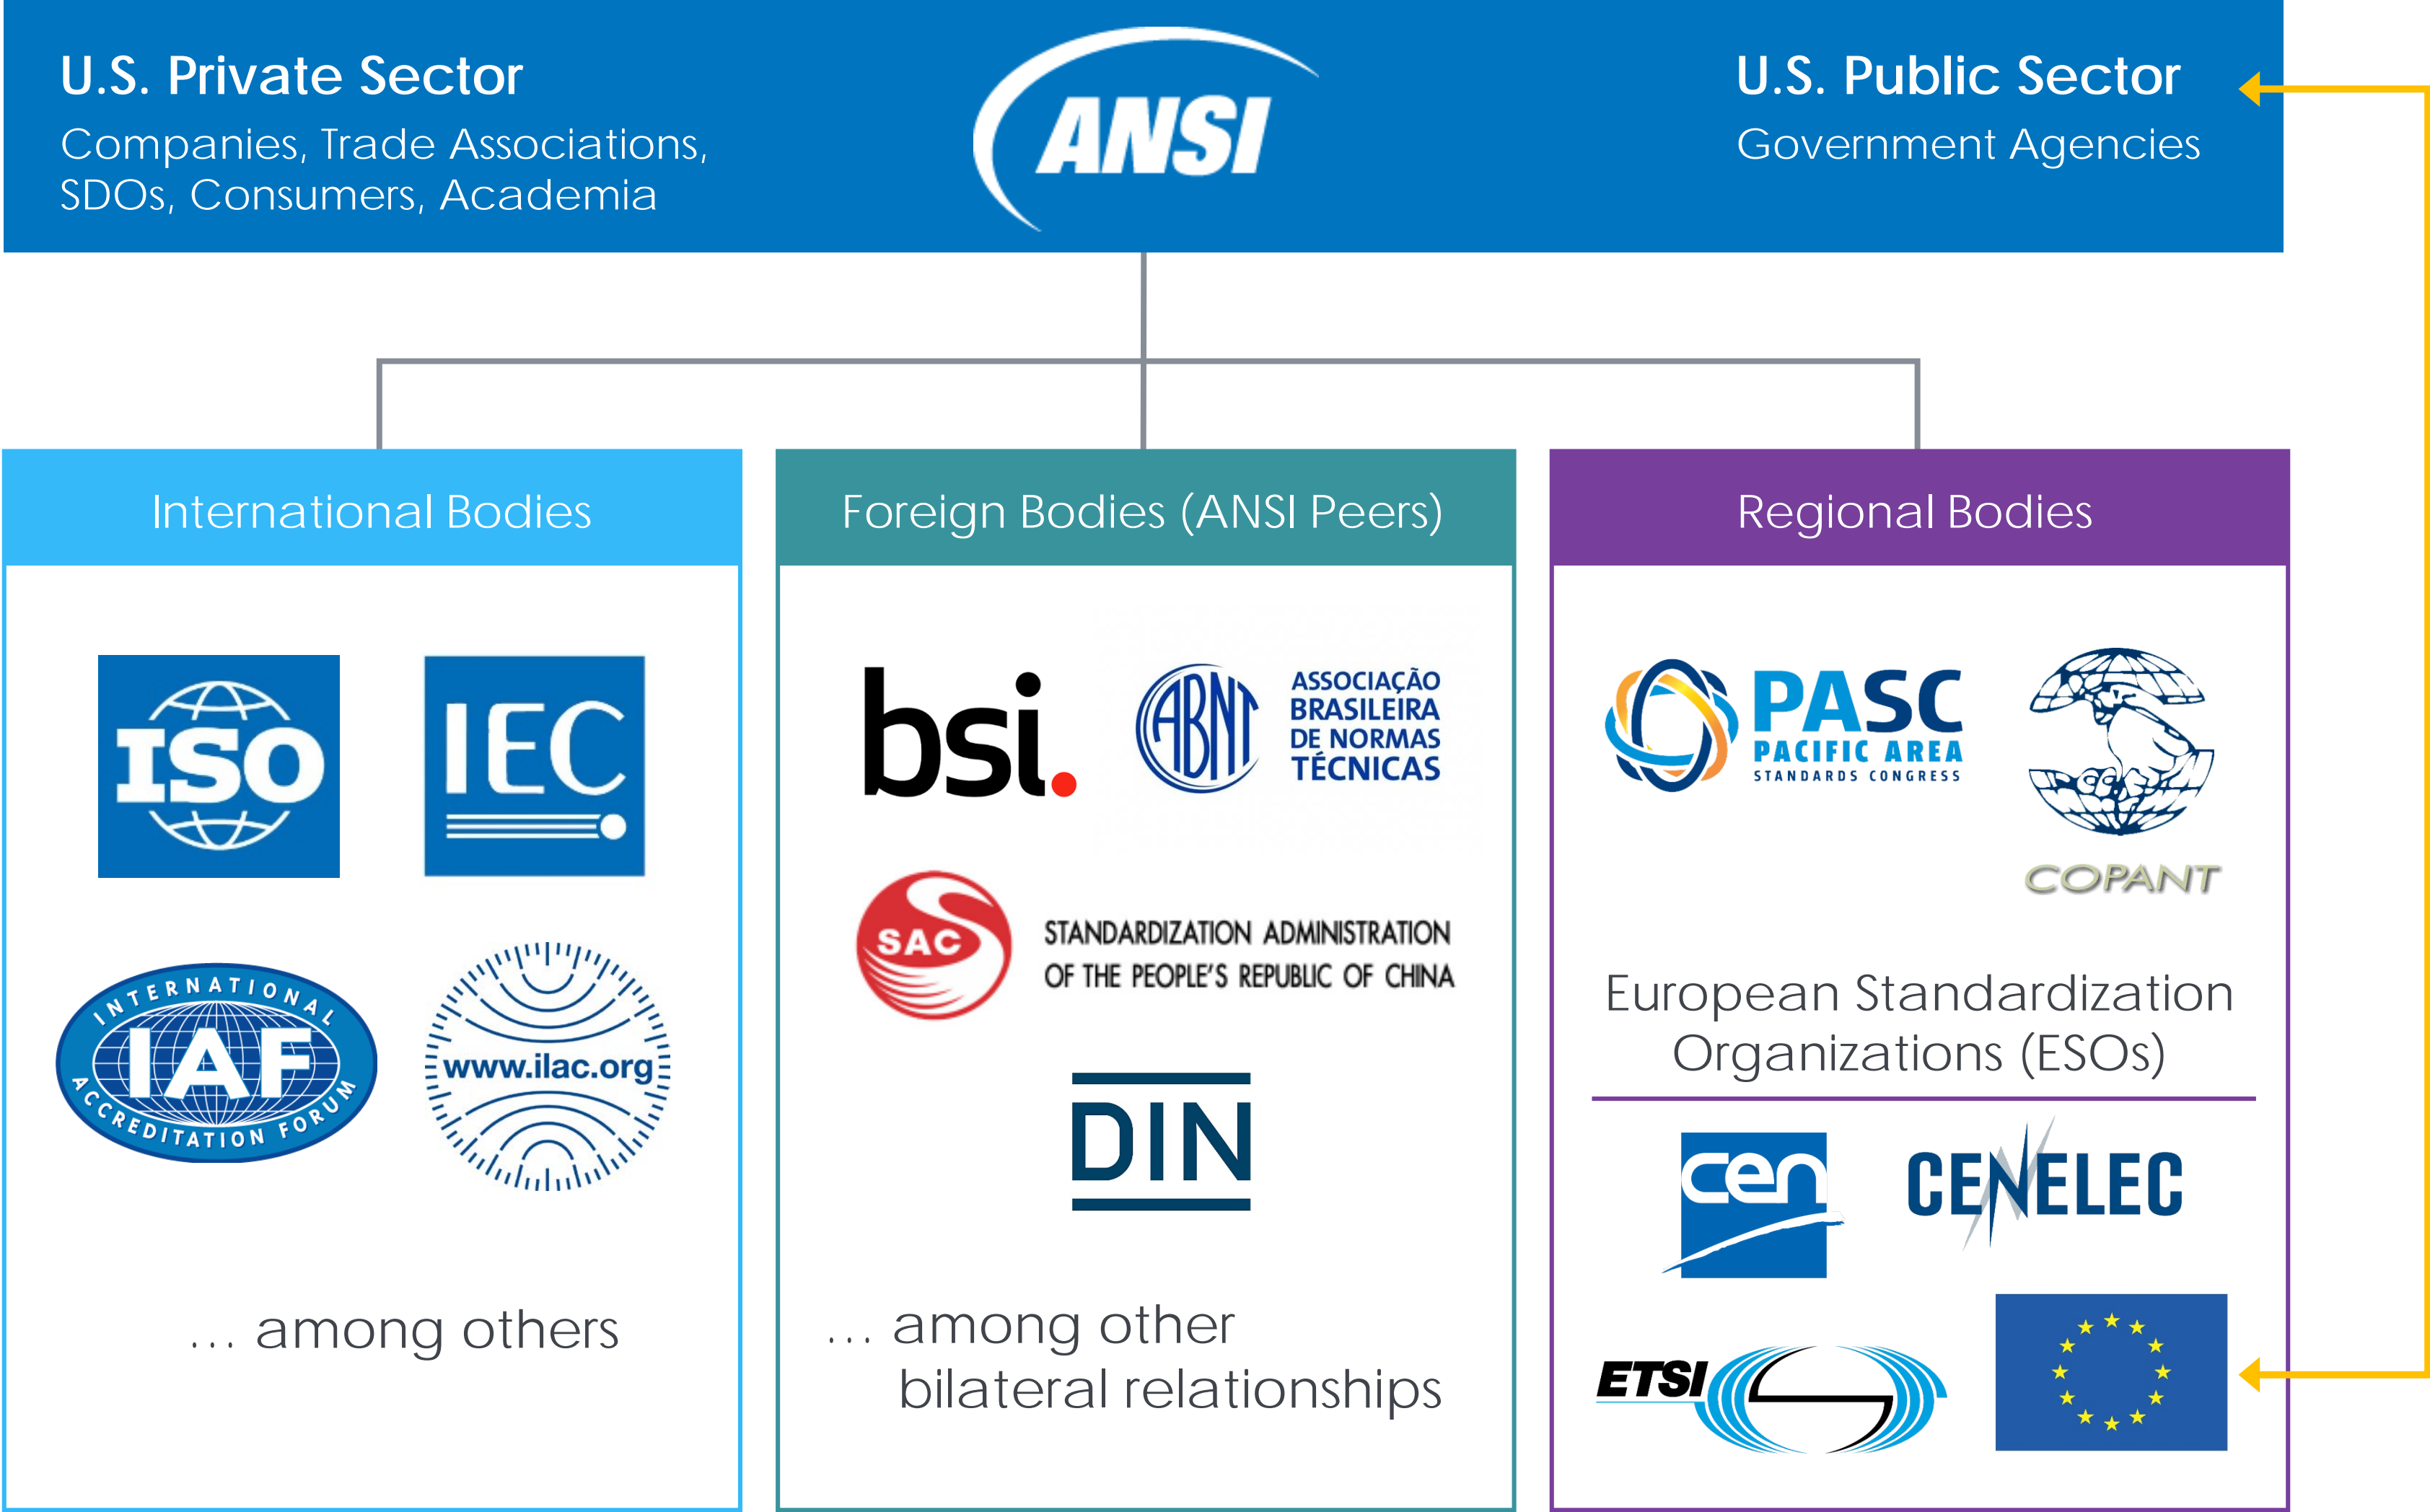 U.S. Private Sector
Companies, Trade Associations,
SDOs, Consumers, Academia
ANSI
U.S. Public Sector
Government Agencies
International Bodies
ISO
IEC
INTERNATIONAL
IAF
ACCREDITATION FORUM
www.ilac.org
... among others
Foreign Bodies (ANSI Peers)
bsi.
ABNT
ASSOCIAÇÃO
BRASILEIRA
DE NORMAS
TÉCNICAS
SAC
STANDARDIZATION ADMINISTRATION
OF THE PEOPLE'S REPUBLIC OF CHINA
DIN
... among other
bilateral relationships
Regional Bodies
PASC
PACIFIC AREA
STANDARDS CONGRESS
COPANT
European Standardization
Organizations (ESOs)
cen
CENELEC
ETSI